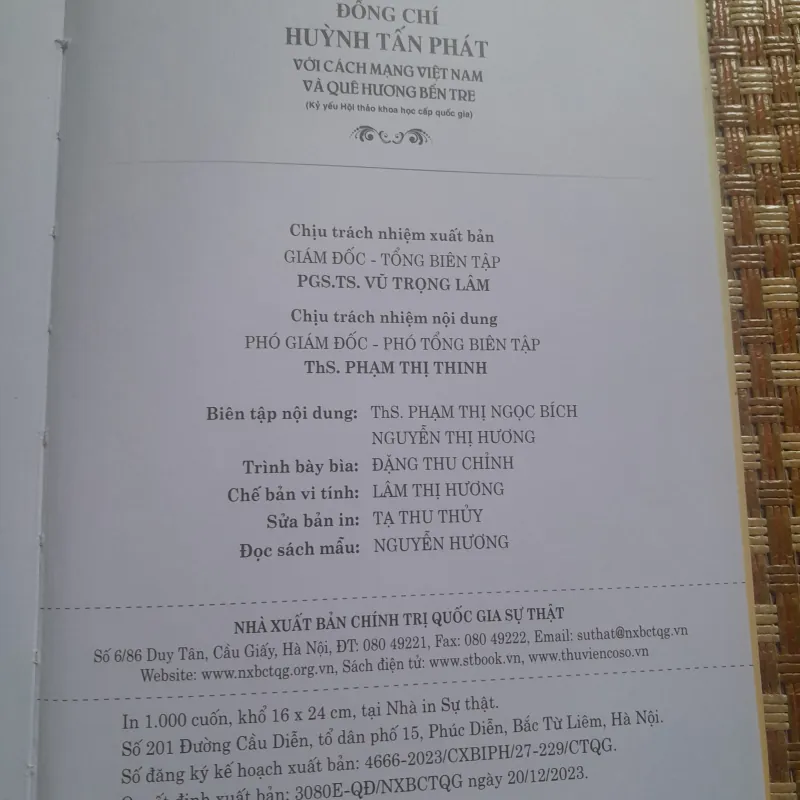 ĐỒNG CHÍ
HUỲNH TẤN PHÁT
VỚI CÁCH MẠNG VIỆT NAM
VÀ QUÊ HƯƠNG BẾN TRE
(Kỷ yếu Hội thảo khoa học cấp quốc gia)
Chịu trách nhiệm xuất bản
GIÁM ĐỐC - TỔNG BIÊN TẬP
PGS.TS. VŨ TRỌNG LÂM
Chịu trách nhiệm nội dung
PHÓ GIÁM ĐỐC - PHÓ TỔNG BIÊN TẬP
ThS. PHẠM THỊ THINH
Biên tập nội dung: ThS. PHẠM THỊ NGỌC BÍCH
NGUYỄN THỊ HƯƠNG
Trình bày bìa: ĐẶNG THU CHỈNH
Chế bản vi tính: LÂM THỊ HƯƠNG
Sửa bản in: TẠ THU THỦY
Đọc sách mẫu: NGUYỄN HƯƠNG
NHÀ XUẤT BẢN CHÍNH TRỊ QUỐC GIA SỰ THẬT
Số 6/86 Duy Tân, Cầu Giấy, Hà Nội, ĐT: 080 49221, Fax: 080 49222, Email: suthat@nxbctqg.vn
Website: www.nxbctqg.org.vn, Sách điện tử: www.stbook.vn, www.thuviencoso.vn
In 1.000 cuốn, khổ 16 x 24 cm, tại Nhà in Sự thật.
Số 201 Đường Cầu Diễn, tổ dân phố 15, Phúc Diễn, Bắc Từ Liêm, Hà Nội.
Số đăng ký kế hoạch xuất bản: 4666-2023/CXBIPH/27-229/CTQG.
Quyết định xuất bản: 3080E-QĐ/NXBCTQG ngày 20/12/2023.